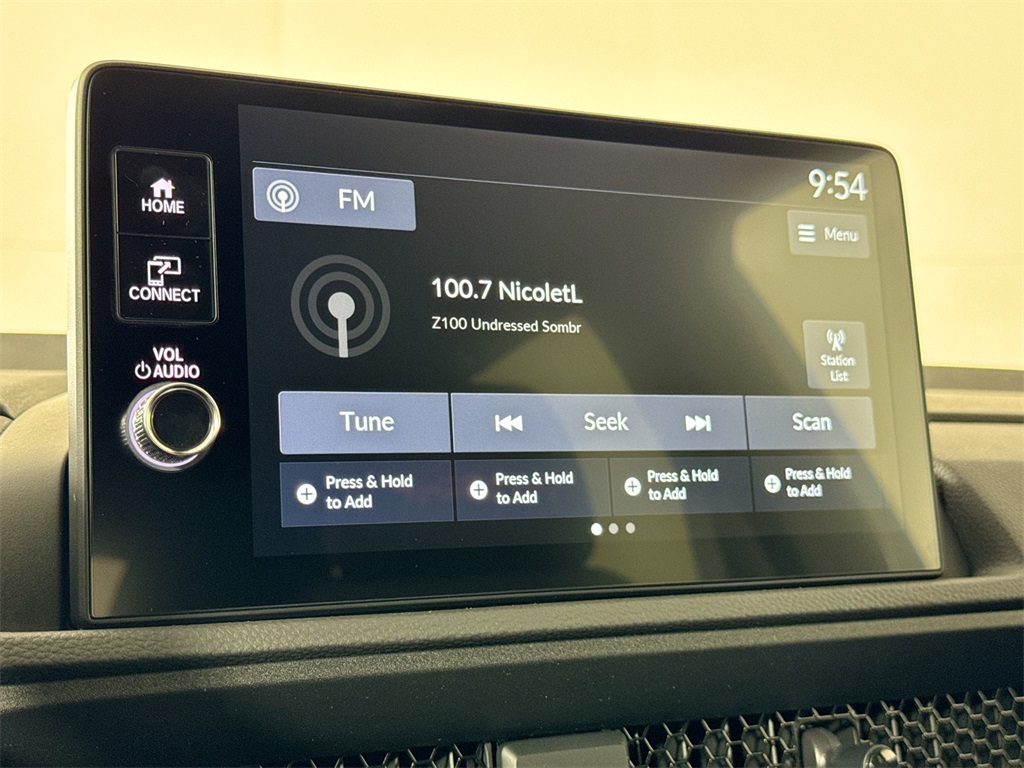 HOME
CONNECT
VOL
AUDIO
FM
9:54
Menu
100.7 NicoletL
Z100 Undressed Sombr
Station
List
Tune
Seek
Scan
Press & Hold
to Add
Press & Hold
to Add
Press & Hold
to Add
Press & Hold
to Add